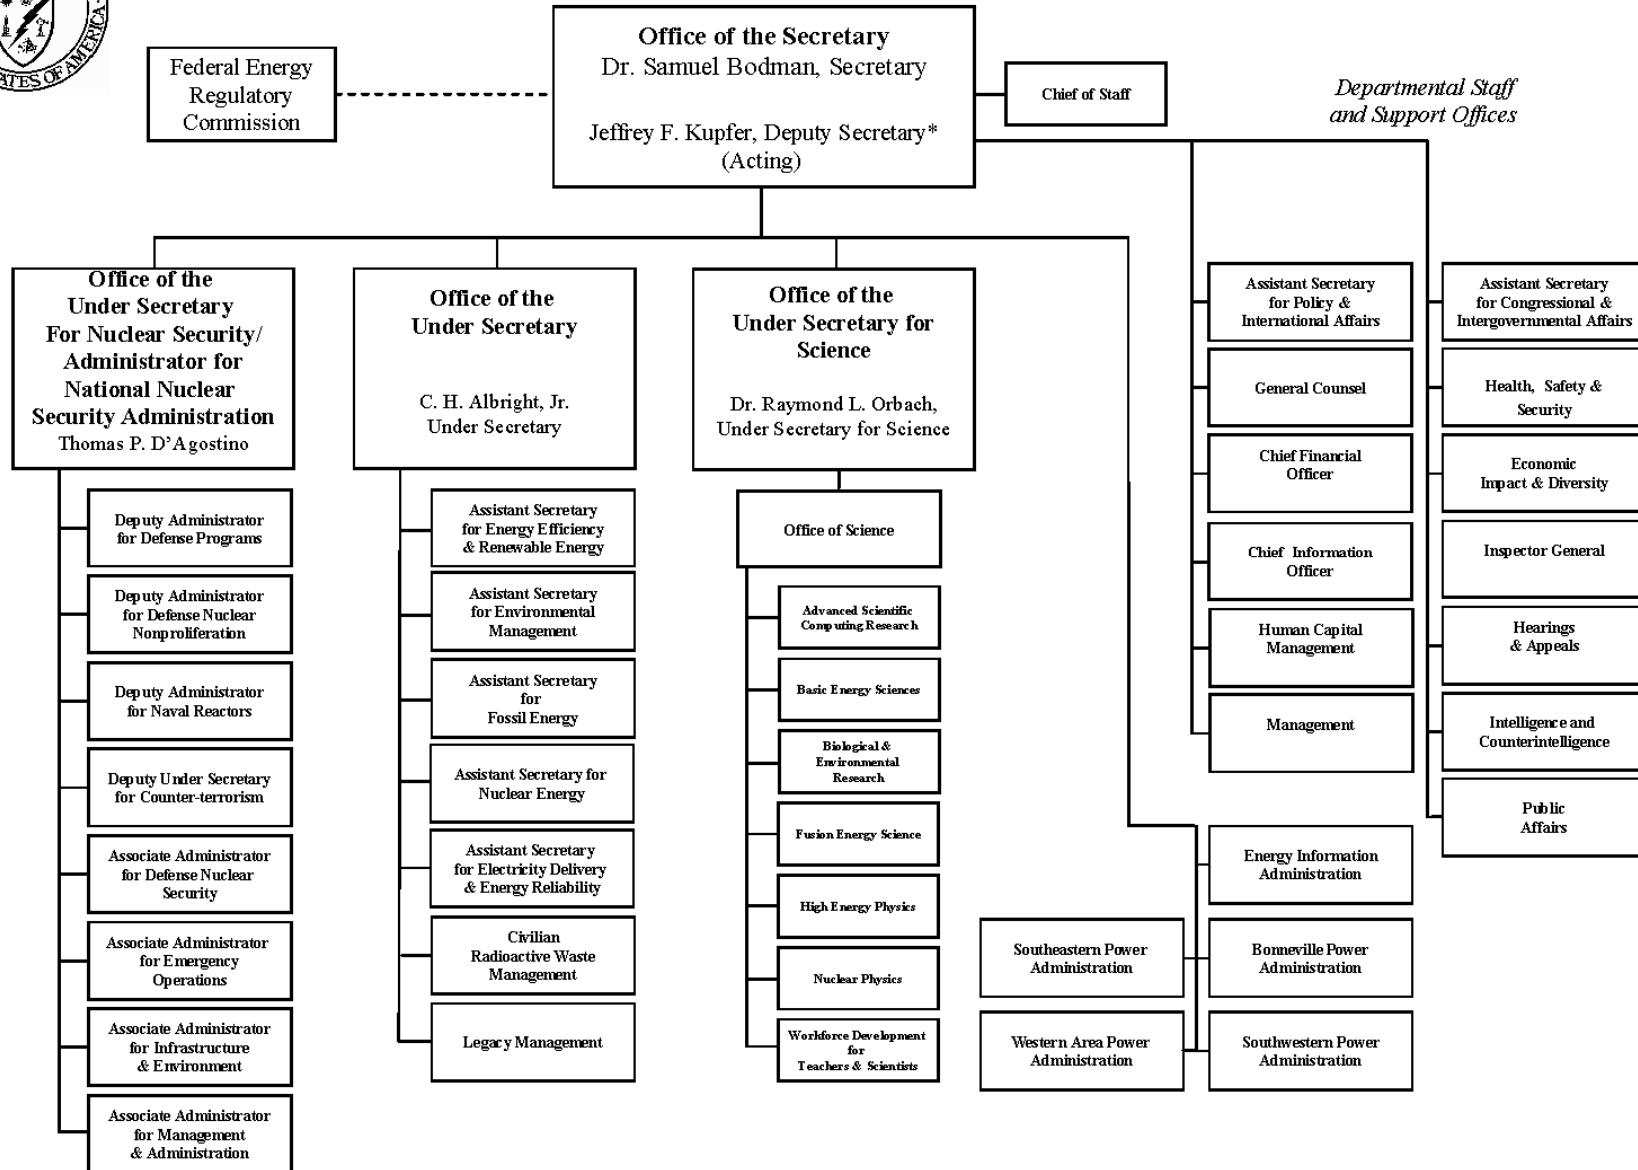 TATES OF AMERICA
Office of the Secretary
Dr. Samuel Bodman, Secretary
Jeffrey F. Kupfer, Deputy Secretary*
(Acting)
Federal Energy
Regulatory
Commission
Chief of Staff
Departmental Staff
and Support Offices
Office of the
Under Secretary
For Nuclear Security/
Administrator for
National Nuclear
Security Administration
Thomas P. D'Agostino
Deputy Administrator
for Defense Programs
Deputy Administrator
for Defense Nuclear
Nonproliferation
Deputy Administrator
for Naval Reactors
Deputy Under Secretary
for Counter-terrorism
Associate Administrator
for Defense Nuclear
Security
Associate Administrator
for Emergency
Operations
Associate Administrator
for Infrastructure
& Environment
Associate Administrator
for Management
& Administration
Office of the
Under Secretary
C. H. Albright, Jr.
Under Secretary
Assistant Secretary
for Energy Efficiency
& Renewable Energy
Assistant Secretary
for Environmental
Management
Assistant Secretary
for
Fossil Energy
Assistant Secretary for
Nuclear Energy
Assistant Secretary
for Electricity Delivery
& Energy Reliability
Civilian
Radioactive Waste
Management
Legacy Management
Office of the
Under Secretary for
Science
Dr. Raymond L. Orbach,
Under Secretary for Science
Office of Science
Advanced Scientific
Computing Research
Basic Energy Sciences
Biological &
Environmental
Research
Fusion Energy Science
High Energy Physics
Nuclear Physics
Workforce Development
for
Teachers & Scientists
Assistant Secretary
for Policy &
International Affairs
General Counsel
Chief Financial
Officer
Chief Information
Officer
Human Capital
Management
Management
Assistant Secretary
for Congressional &
Intergovernmental Affairs
Health, Safety &
Security
Economic
Impact & Diversity
Inspector General
Hearings
& Appeals
Intelligence and
Counterintelligence
Public
Affairs
Energy Information
Administration
Southeastern Power
Administration
Bonneville Power
Administration
Western Area Power
Administration
Southwestern Power
Administration